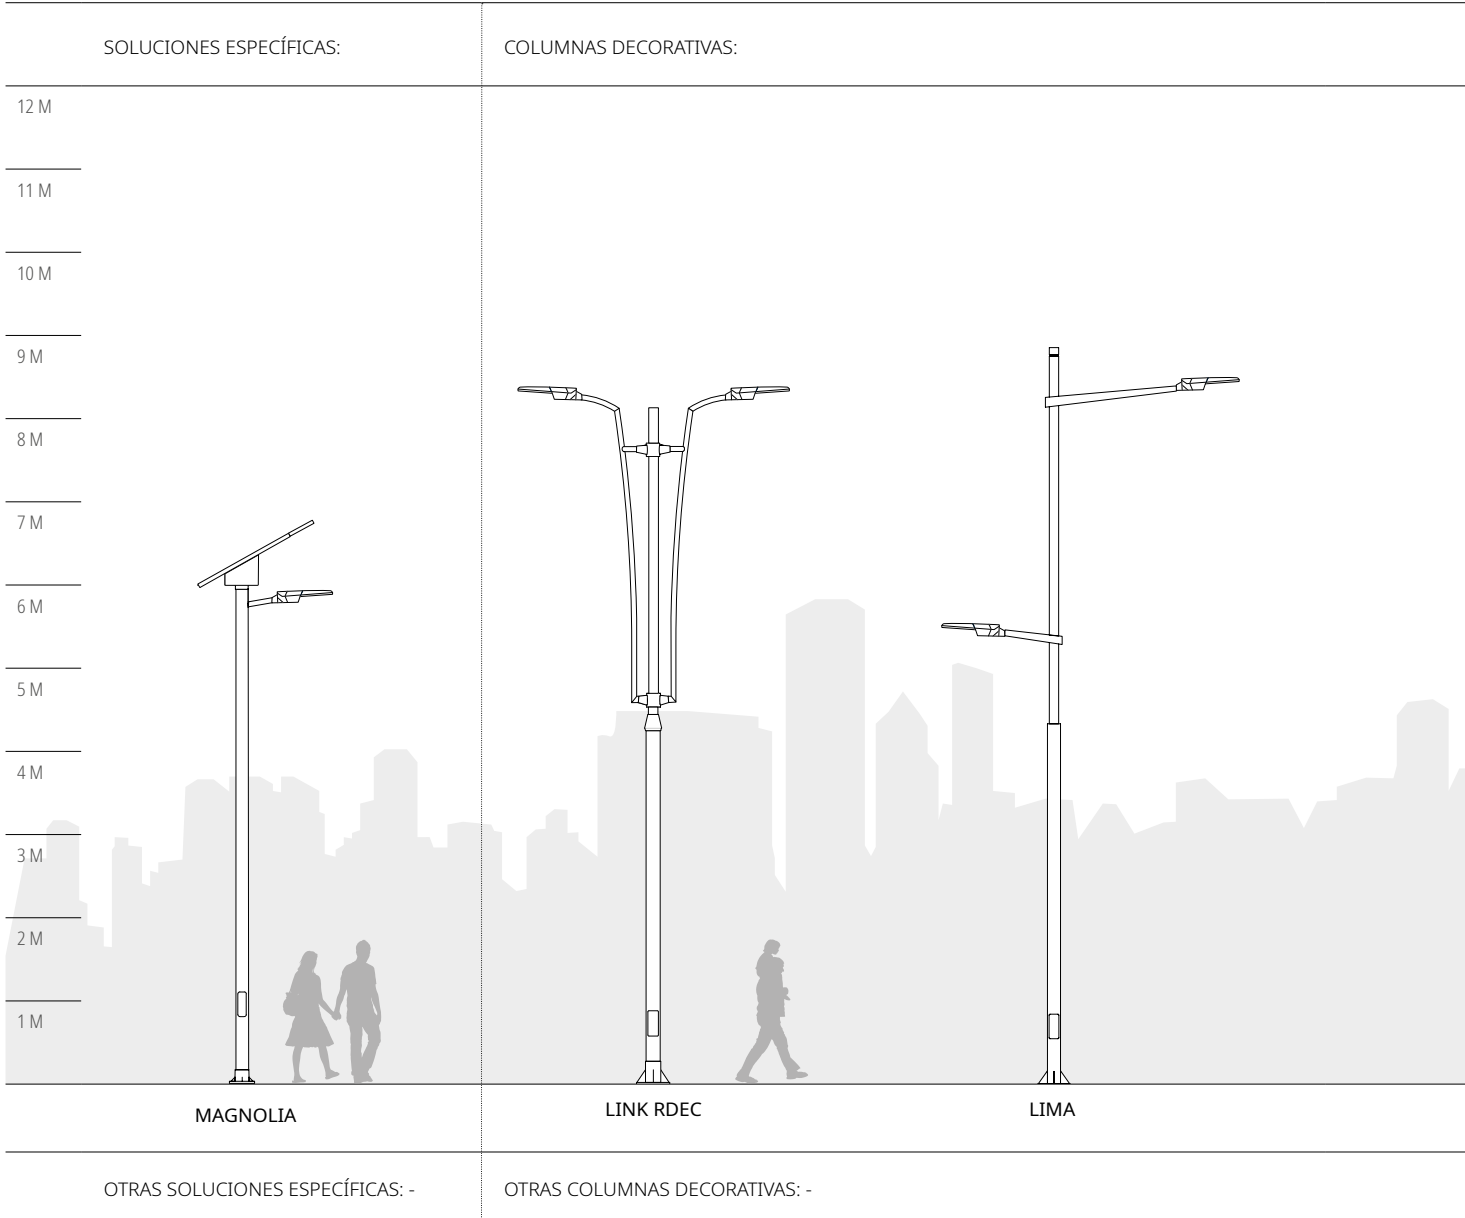 SOLUCIONES ESPECÍFICAS:
COLUMNAS DECORATIVAS:
12 M
11 M
10 M
9 M
8 M
7 M
6 M
5 M
4 M
3 M
2 M
1 M
MAGNOLIA
LINK RDEC
LIMA
OTRAS SOLUCIONES ESPECÍFICAS: -
OTRAS COLUMNAS DECORATIVAS: -